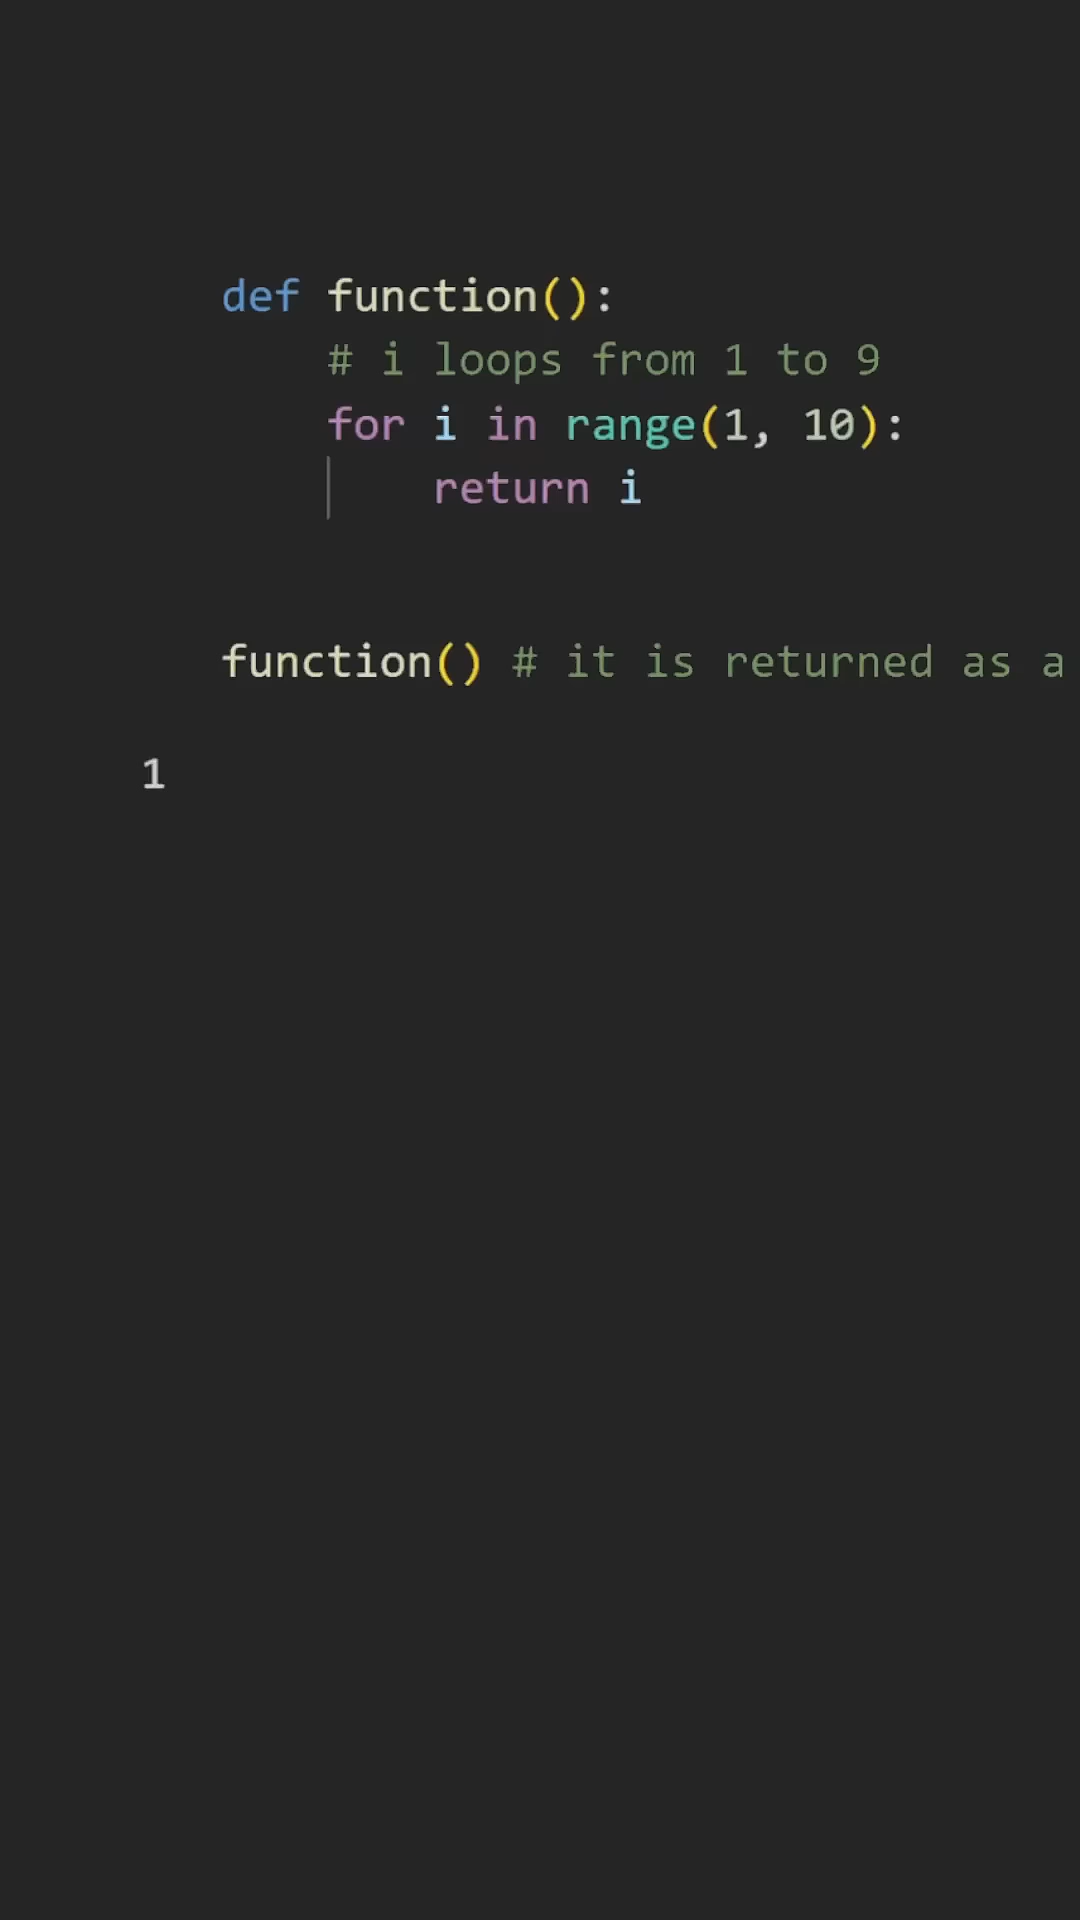 def function():
# i loops from 1 to 9
for i in range(1, 10):
return i
function() # it is returned as a
1